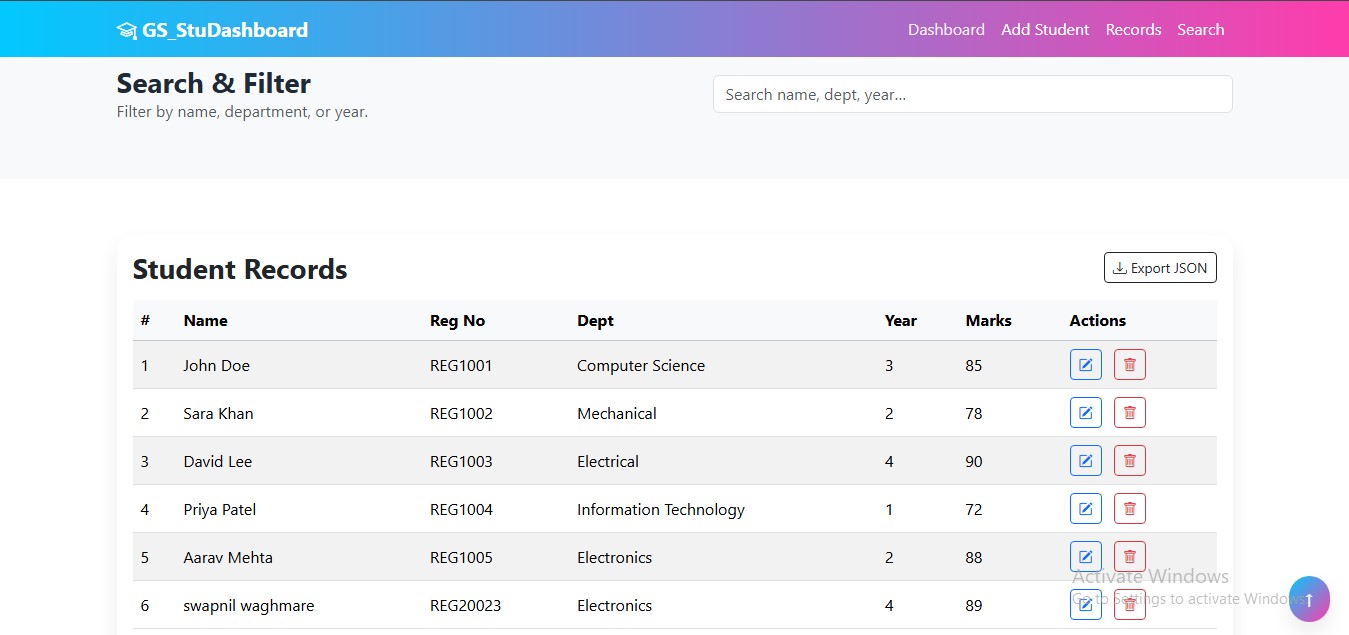 GS_StuDashboard Dashboard Add Student Records Search
Search & Filter
Filter by name, department, or year.
Search name, dept, year...
Student Records
Export JSON
# Name Reg No Dept Year Marks Actions
1 John Doe REG1001 Computer Science 3 85
2 Sara Khan REG1002 Mechanical 2 78
3 David Lee REG1003 Electrical 4 90
4 Priya Patel REG1004 Information Technology 1 72
5 Aarav Mehta REG1005 Electronics 2 88
6 swapnil waghmare REG20023 Electronics 4 89
Activate Windows
Go to Settings to activate Windows.
↑